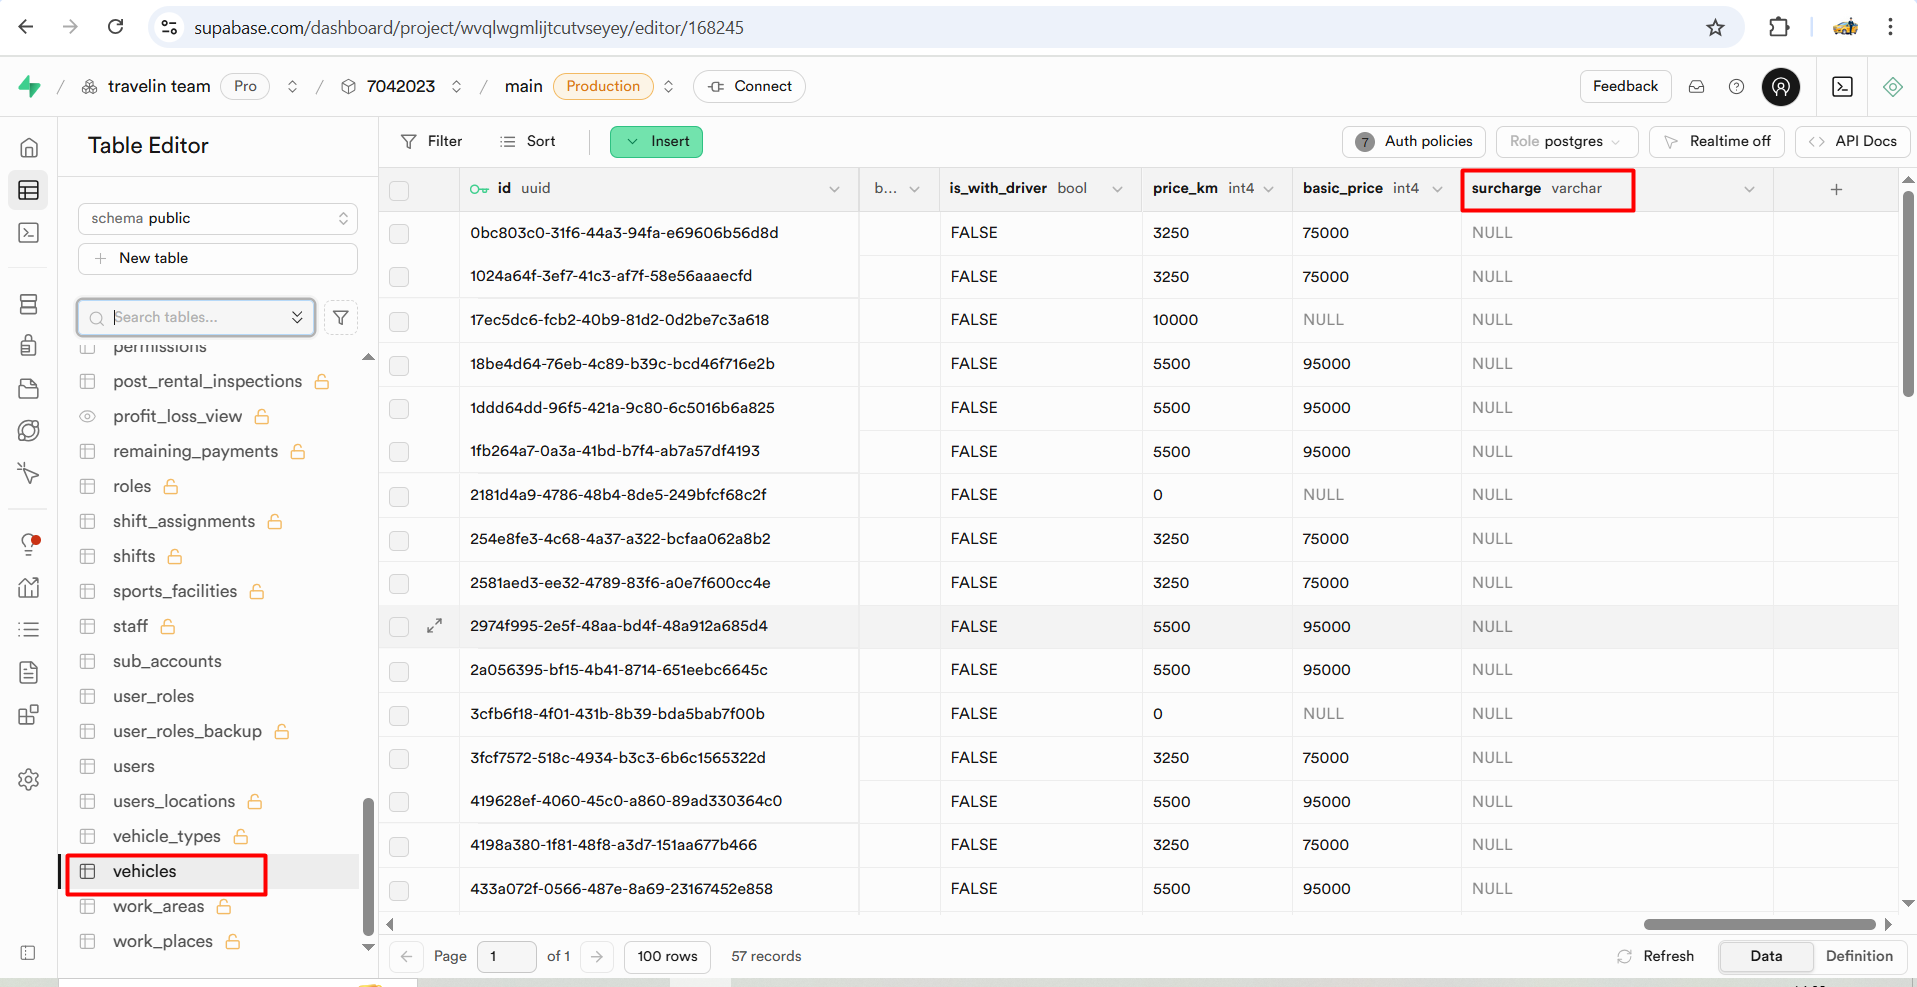 supabase.com/dashboard/project/wvqlwgmlijtcutvseyey/editor/168245
/ travelin team Pro / 7042023 / main Production Connect
Feedback
Table Editor
Filter Sort Insert
7 Auth policies Role postgres Realtime off API Docs
schema public
New table
Search tables...
permissions
post_rental_inspections
profit_loss_view
remaining_payments
roles
shift_assignments
shifts
sports_facilities
staff
sub_accounts
user_roles
user_roles_backup
users
users_locations
vehicle_types
vehicles
work_areas
work_places
id uuid b... is_with_driver bool price_km int4 basic_price int4 surcharge varchar
0bc803c0-31f6-44a3-94fa-e69606b56d8d FALSE 3250 75000 NULL
1024a64f-3ef7-41c3-af7f-58e56aaaecfd FALSE 3250 75000 NULL
17ec5dc6-fcb2-40b9-81d2-0d2be7c3a618 FALSE 10000 NULL NULL
18be4d64-76eb-4c89-b39c-bcd46f716e2b FALSE 5500 95000 NULL
1ddd64dd-96f5-421a-9c80-6c5016b6a825 FALSE 5500 95000 NULL
1fb264a7-0a3a-41bd-b7f4-ab7a57df4193 FALSE 5500 95000 NULL
2181d4a9-4786-48b4-8de5-249bfcf68c2f FALSE 0 NULL NULL
254e8fe3-4c68-4a37-a322-bcfaa062a8b2 FALSE 3250 75000 NULL
2581aed3-ee32-4789-83f6-a0e7f600cc4e FALSE 3250 75000 NULL
2974f995-2e5f-48aa-bd4f-48a912a685d4 FALSE 5500 95000 NULL
2a056395-bf15-4b41-8714-651eebc6645c FALSE 5500 95000 NULL
3cfb6f18-4f01-431b-8b39-bda5bab7f00b FALSE 0 NULL NULL
3fcf7572-518c-4934-b3c3-6b6c1565322d FALSE 3250 75000 NULL
419628ef-4060-45c0-a860-89ad330364c0 FALSE 5500 95000 NULL
4198a380-1f81-48f8-a3d7-151aa677b466 FALSE 3250 75000 NULL
433a072f-0566-487e-8a69-23167452e858 FALSE 5500 95000 NULL
Page 1 of 1 100 rows 57 records
Refresh Data Definition